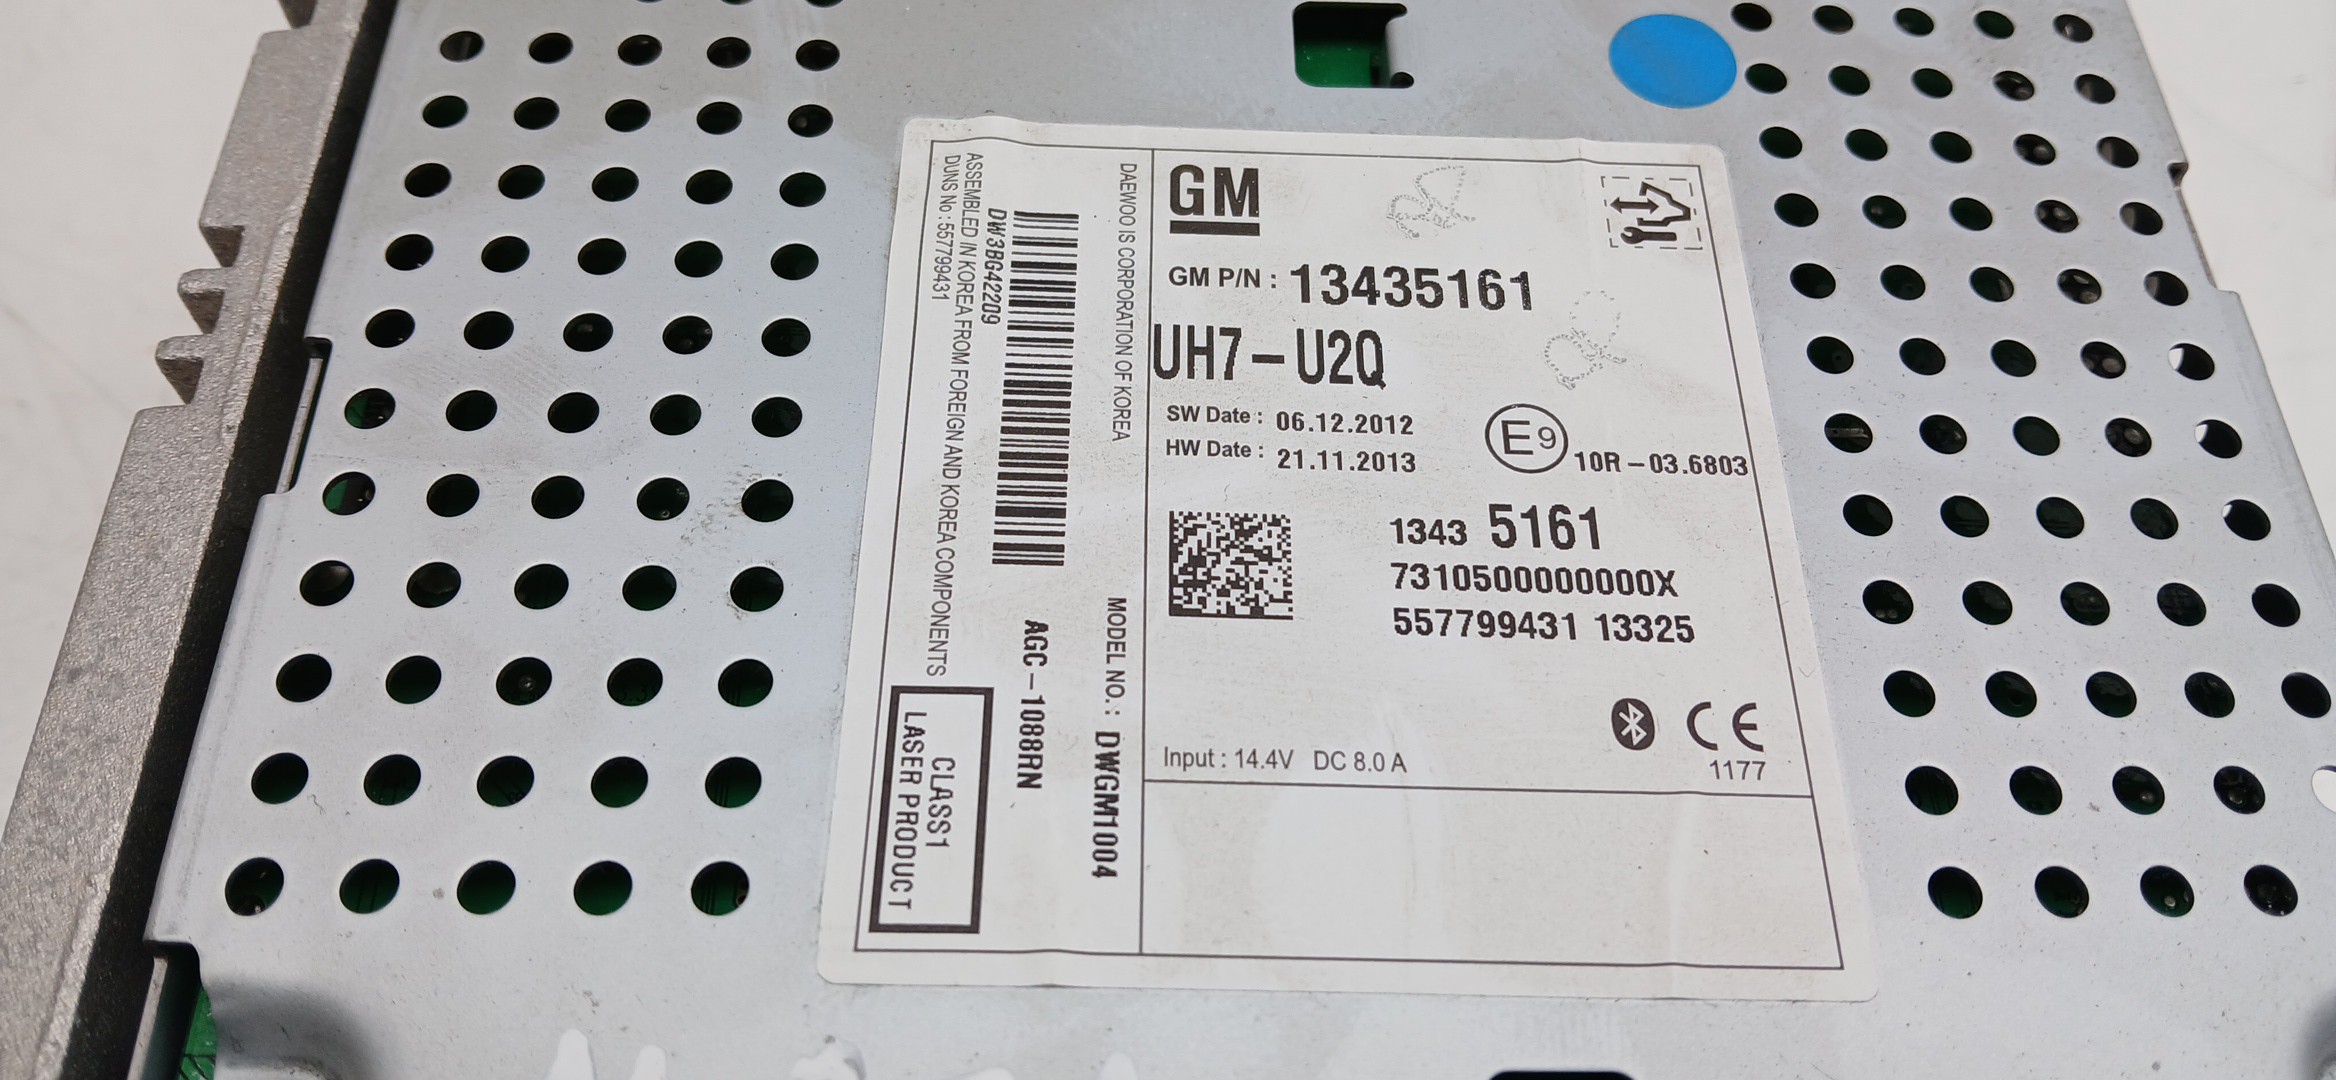 GM
GM P/N : 13435161
UH7-U2Q
SW Date : 06.12.2012
HW Date : 21.11.2013
E9
10R-03.6803
1343 5161
7310500000000X
557799431 13325
Input : 14.4V DC 8.0 A
CE
1177
DAEWOO IS CORPORATION OF KOREA
MODEL NO.: DWGM1004
AGC-1088RN
DW3BG42209
ASSEMBLED IN KOREA FROM FOREIGN AND KOREA COMPONENTS
DUNS No : 557799431
CLASS1
LASER PRODUCT